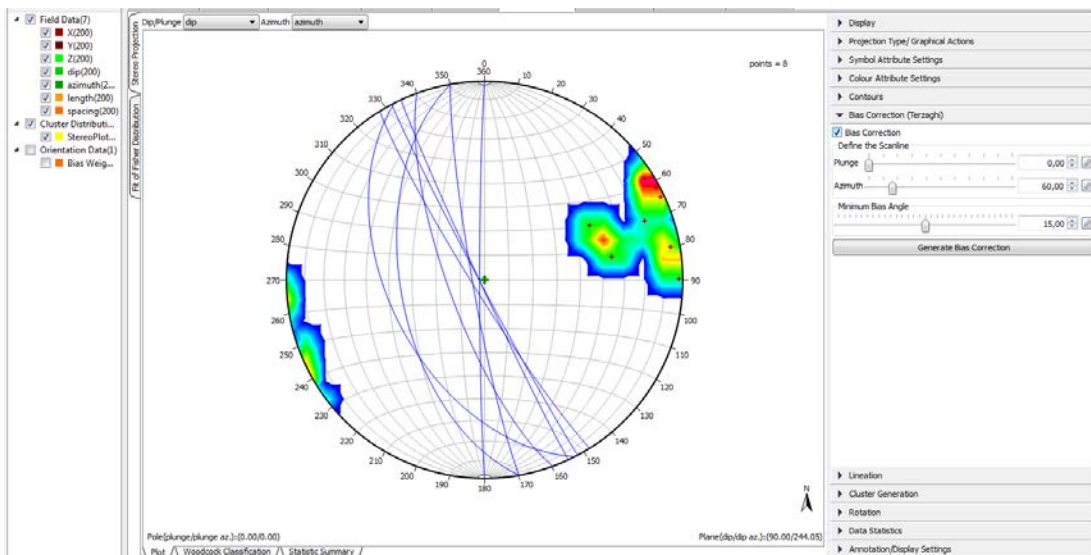 Field Data(7)
X(200)
Y(200)
Z(200)
dip(200)
azimuth(2...
length(200)
spacing(200)
Cluster Distributi...
StereoPlot...
Orientation Data(1)
Bias Weig...
Stereo Projection
Fit of Fisher Distribution
Dip/Plunge dip Azimuth azimuth
points = 8
0
360
10
20
30
40
50
60
70
80
90
100
110
120
130
140
150
160
170
180
190
200
210
220
230
240
250
260
270
280
290
300
310
320
330
340
350
N
Pole(plunge/plunge az.):(0.00/0.00)
Plane(dip/dip az.):(90.00/244.05)
Plot / Woodcock Classification / Statistic Summary /
Display
Projection Type/ Graphical Actions
Symbol Attribute Settings
Colour Attribute Settings
Contours
Bias Correction (Terzaghi)
Bias Correction
Define the Scanline
Plunge 0,00
Azimuth 60,00
Minimum Bias Angle
15,00
Generate Bias Correction
Lineation
Cluster Generation
Rotation
Data Statistics
Annotation/Display Settings